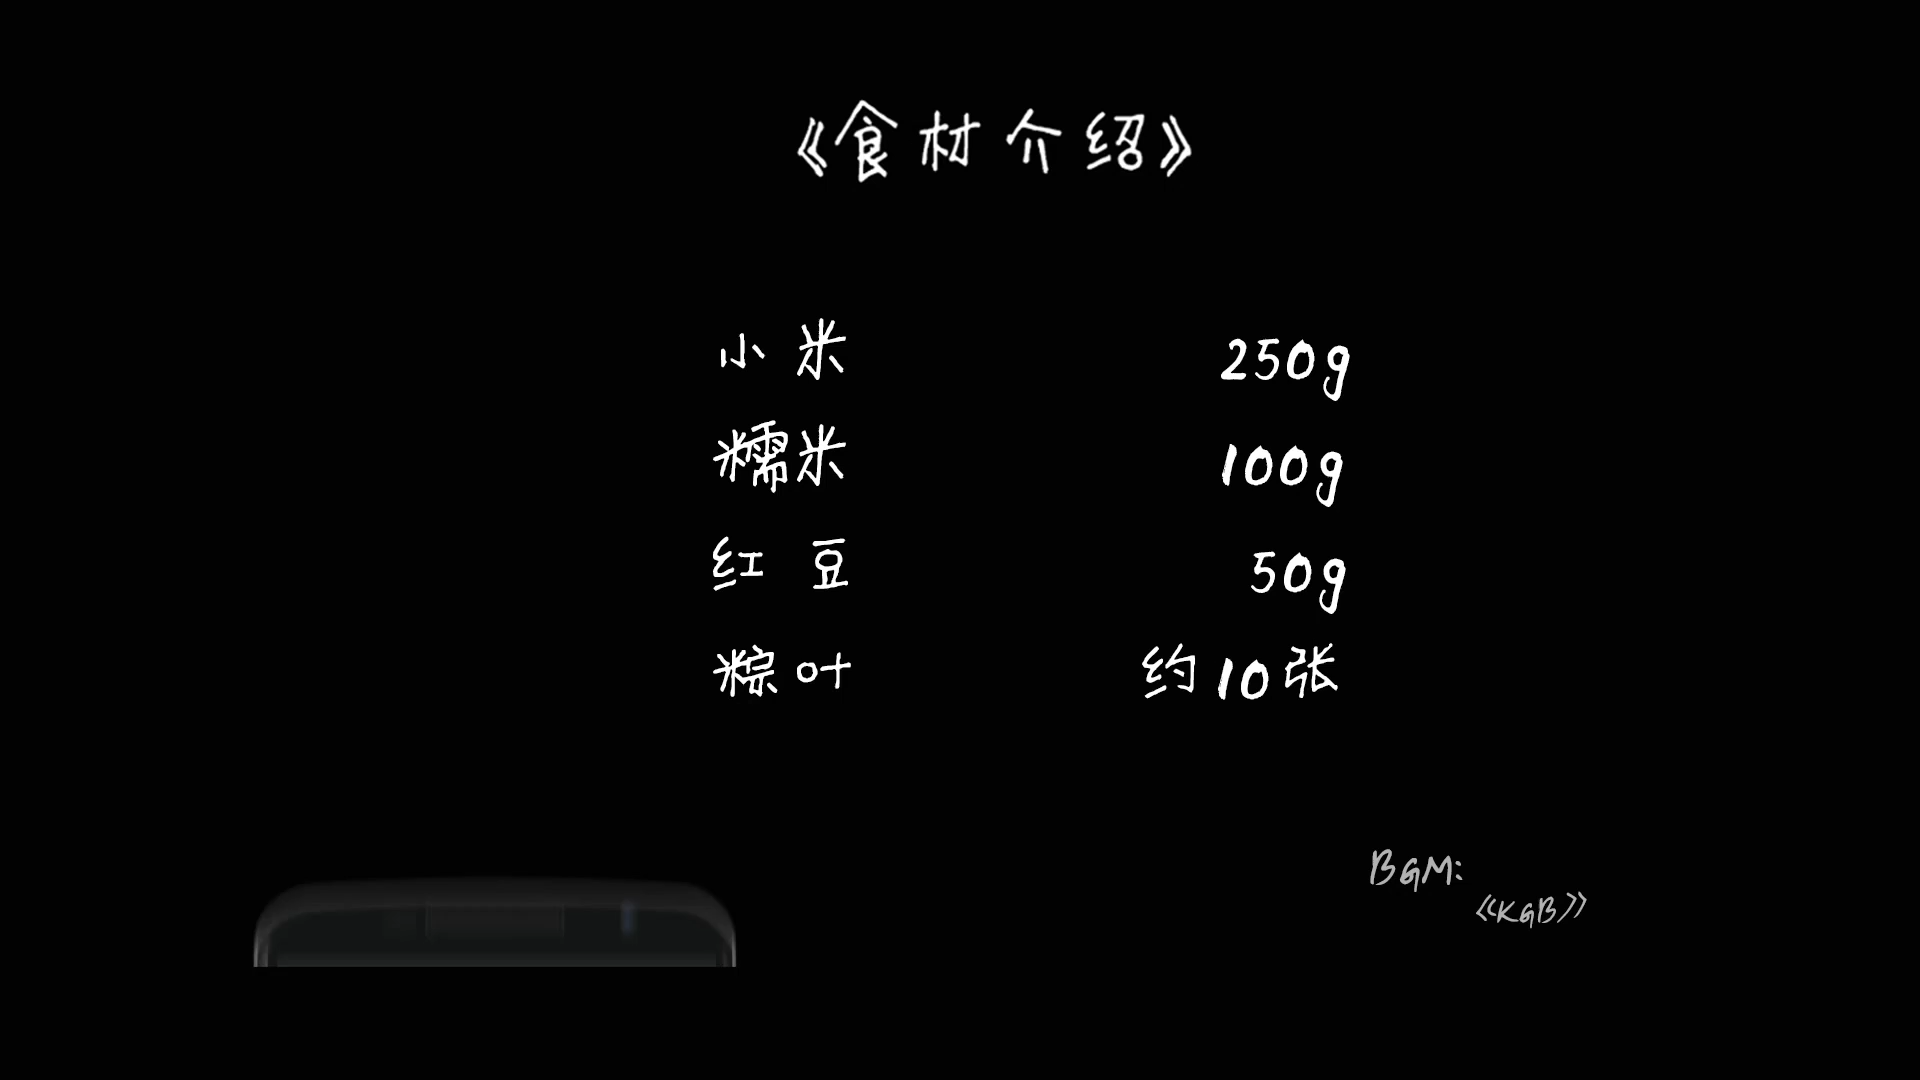 《食材介绍》
小米 250g
糯米 100g
红豆 50g
粽叶 约10张
BGM:
《KGB》